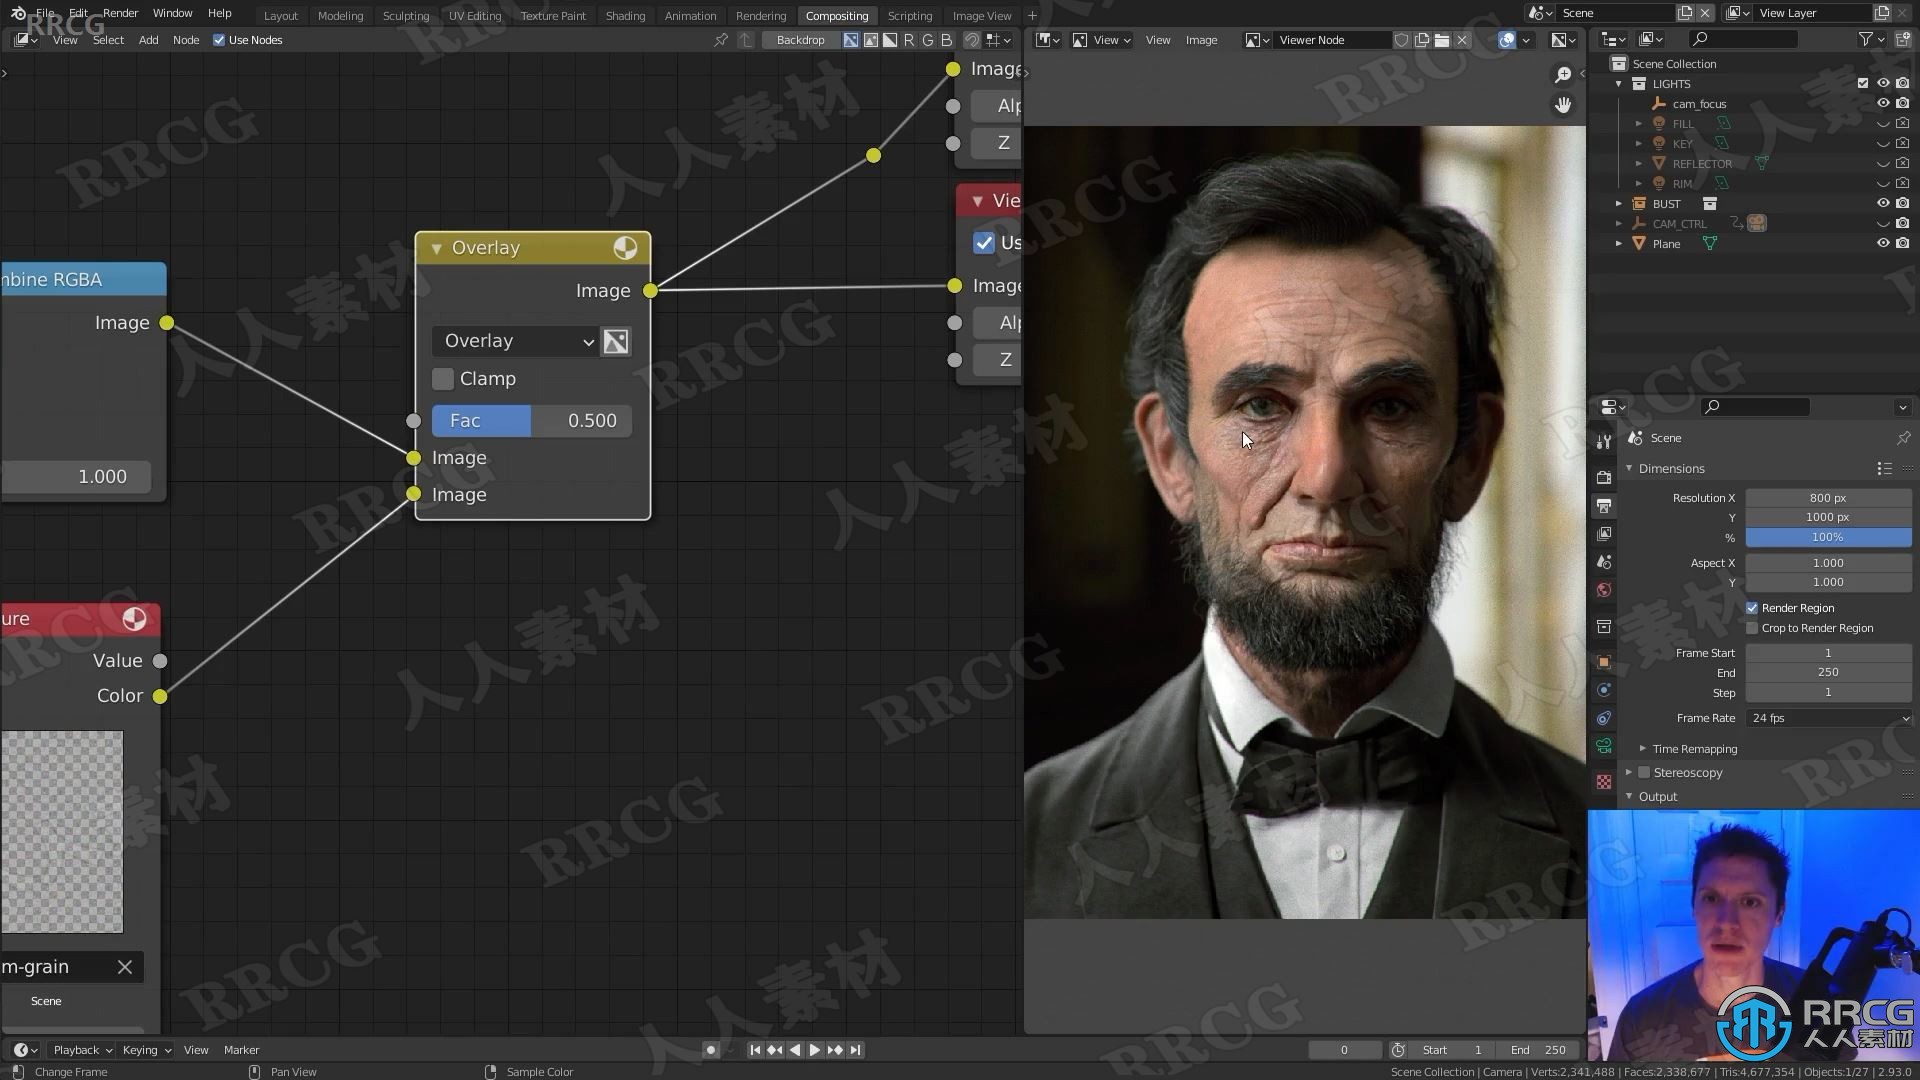 File Edit Render Window Help
Layout Modeling Sculpting UV Editing Texture Paint Shading Animation Rendering Compositing Scripting Image View +
Scene
View Layer
RRCG
View Select Add Node Use Nodes
Backdrop
R G B
View View Image
Viewer Node
Scene Collection
LIGHTS
cam_focus
FILL
KEY
REFLECTOR
RIM
BUST
CAM_CTRL
Plane
Image
Alp
Z
Vie
Us
Image
Alp
Z
Overlay
Image
Overlay
Clamp
Fac 0.500
Image
Image
mbine RGBA
Image
1.000
ure
Value
Color
m-grain
Scene
Scene
Dimensions
Resolution X 800 px
Y 1000 px
% 100%
Aspect X 1.000
Y 1.000
Render Region
Crop to Render Region
Frame Start 1
End 250
Step 1
Frame Rate 24 fps
Time Remapping
Stereoscopy
Output
RRCG
人人素材
Playback Keying View Marker
0
Start 1
End 250
Change Frame
Pan View
Sample Color
Scene Collection | Camera | Verts:2,341,488 | Faces:2,338,677 | Tris:4,677,354 | Objects:1/27 | 2.93.0